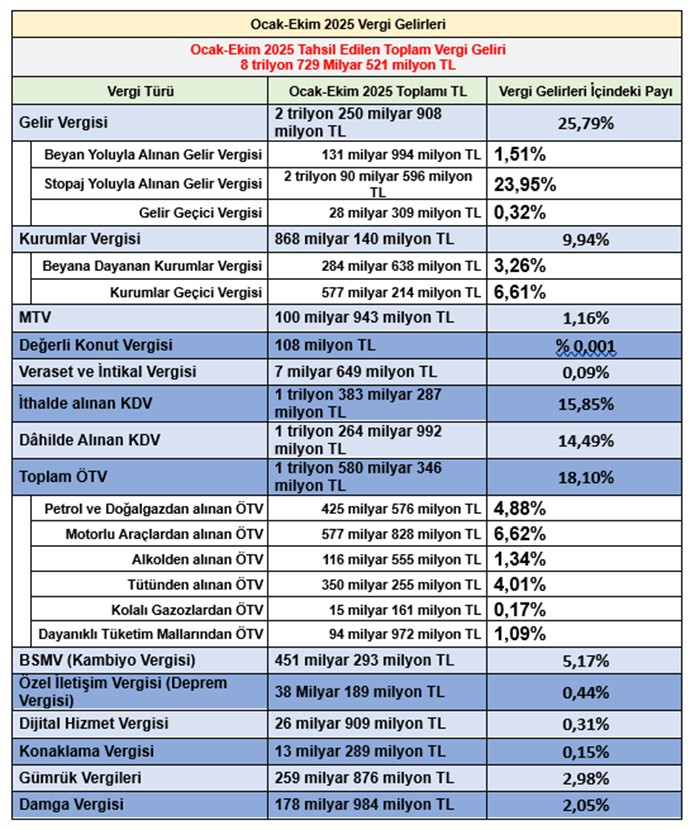 Ocak-Ekim 2025 Vergi Gelirleri
Ocak-Ekim 2025 Tahsil Edilen Toplam Vergi Geliri
8 trilyon 729 Milyar 521 milyon TL
Vergi Türü Ocak-Ekim 2025 Toplamı TL Vergi Gelirleri İçindeki Payı
Gelir Vergisi 2 trilyon 250 milyar 908 milyon TL 25,79%
Beyan Yoluyla Alınan Gelir Vergisi 131 milyar 994 milyon TL 1,51%
Stopaj Yoluyla Alınan Gelir Vergisi 2 trilyon 90 milyar 596 milyon TL 23,95%
Gelir Geçici Vergisi 28 milyar 309 milyon TL 0,32%
Kurumlar Vergisi 868 milyar 140 milyon TL 9,94%
Beyana Dayanan Kurumlar Vergisi 284 milyar 638 milyon TL 3,26%
Kurumlar Geçici Vergisi 577 milyar 214 milyon TL 6,61%
MTV 100 milyar 943 milyon TL 1,16%
Değerli Konut Vergisi 108 milyon TL % 0,001
Veraset ve İntikal Vergisi 7 milyar 649 milyon TL 0,09%
İthalde alınan KDV 1 trilyon 383 milyar 287 milyon TL 15,85%
Dâhilde Alınan KDV 1 trilyon 264 milyar 992 milyon TL 14,49%
Toplam ÖTV 1 trilyon 580 milyar 346 milyon TL 18,10%
Petrol ve Doğalgazdan alınan ÖTV 425 milyar 576 milyon TL 4,88%
Motorlu Araçlardan alınan ÖTV 577 milyar 828 milyon TL 6,62%
Alkolden alınan ÖTV 116 milyar 555 milyon TL 1,34%
Tütünden alınan ÖTV 350 milyar 255 milyon TL 4,01%
Kolalı Gazozlardan ÖTV 15 milyar 161 milyon TL 0,17%
Dayanıklı Tüketim Mallarından ÖTV 94 milyar 972 milyon TL 1,09%
BSMV (Kambiyo Vergisi) 451 milyar 293 milyon TL 5,17%
Özel İletişim Vergisi (Deprem Vergisi) 38 Milyar 189 milyon TL 0,44%
Dijital Hizmet Vergisi 26 milyar 909 milyon TL 0,31%
Konaklama Vergisi 13 milyar 289 milyon TL 0,15%
Gümrük Vergileri 259 milyar 876 milyon TL 2,98%
Damga Vergisi 178 milyar 984 milyon TL 2,05%